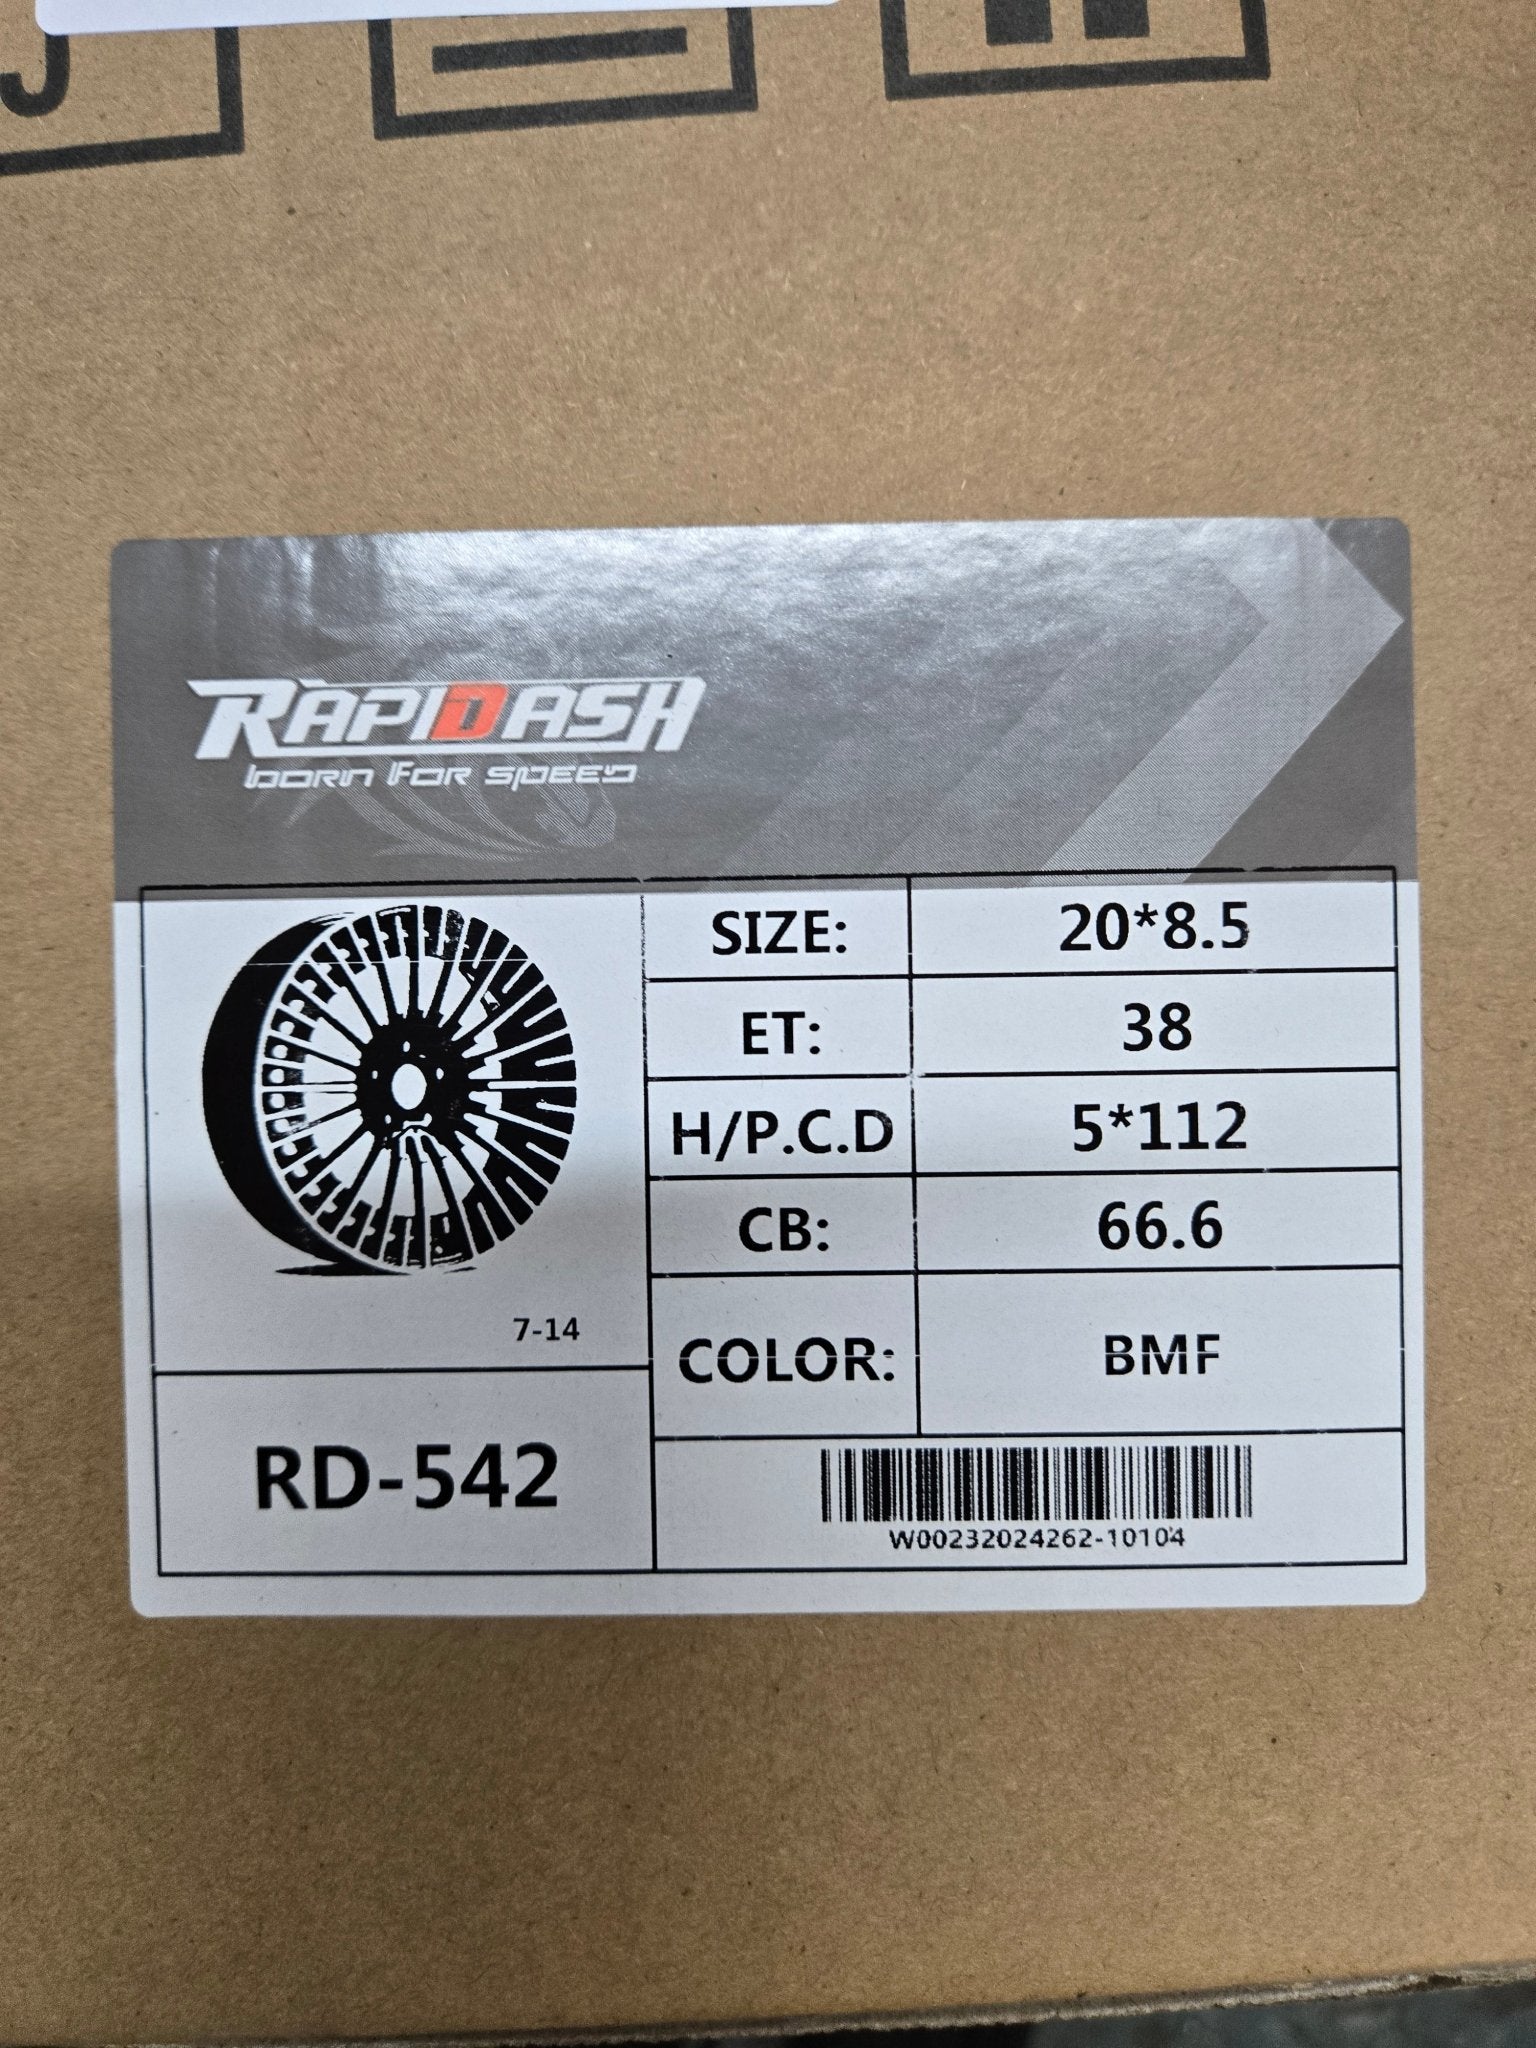 RAPIDASH
BORN FOR SPEED
SIZE: 20*8.5
ET: 38
H/P.C.D 5*112
CB: 66.6
7-14
COLOR: BMF
RD-542
W00232024262-10104